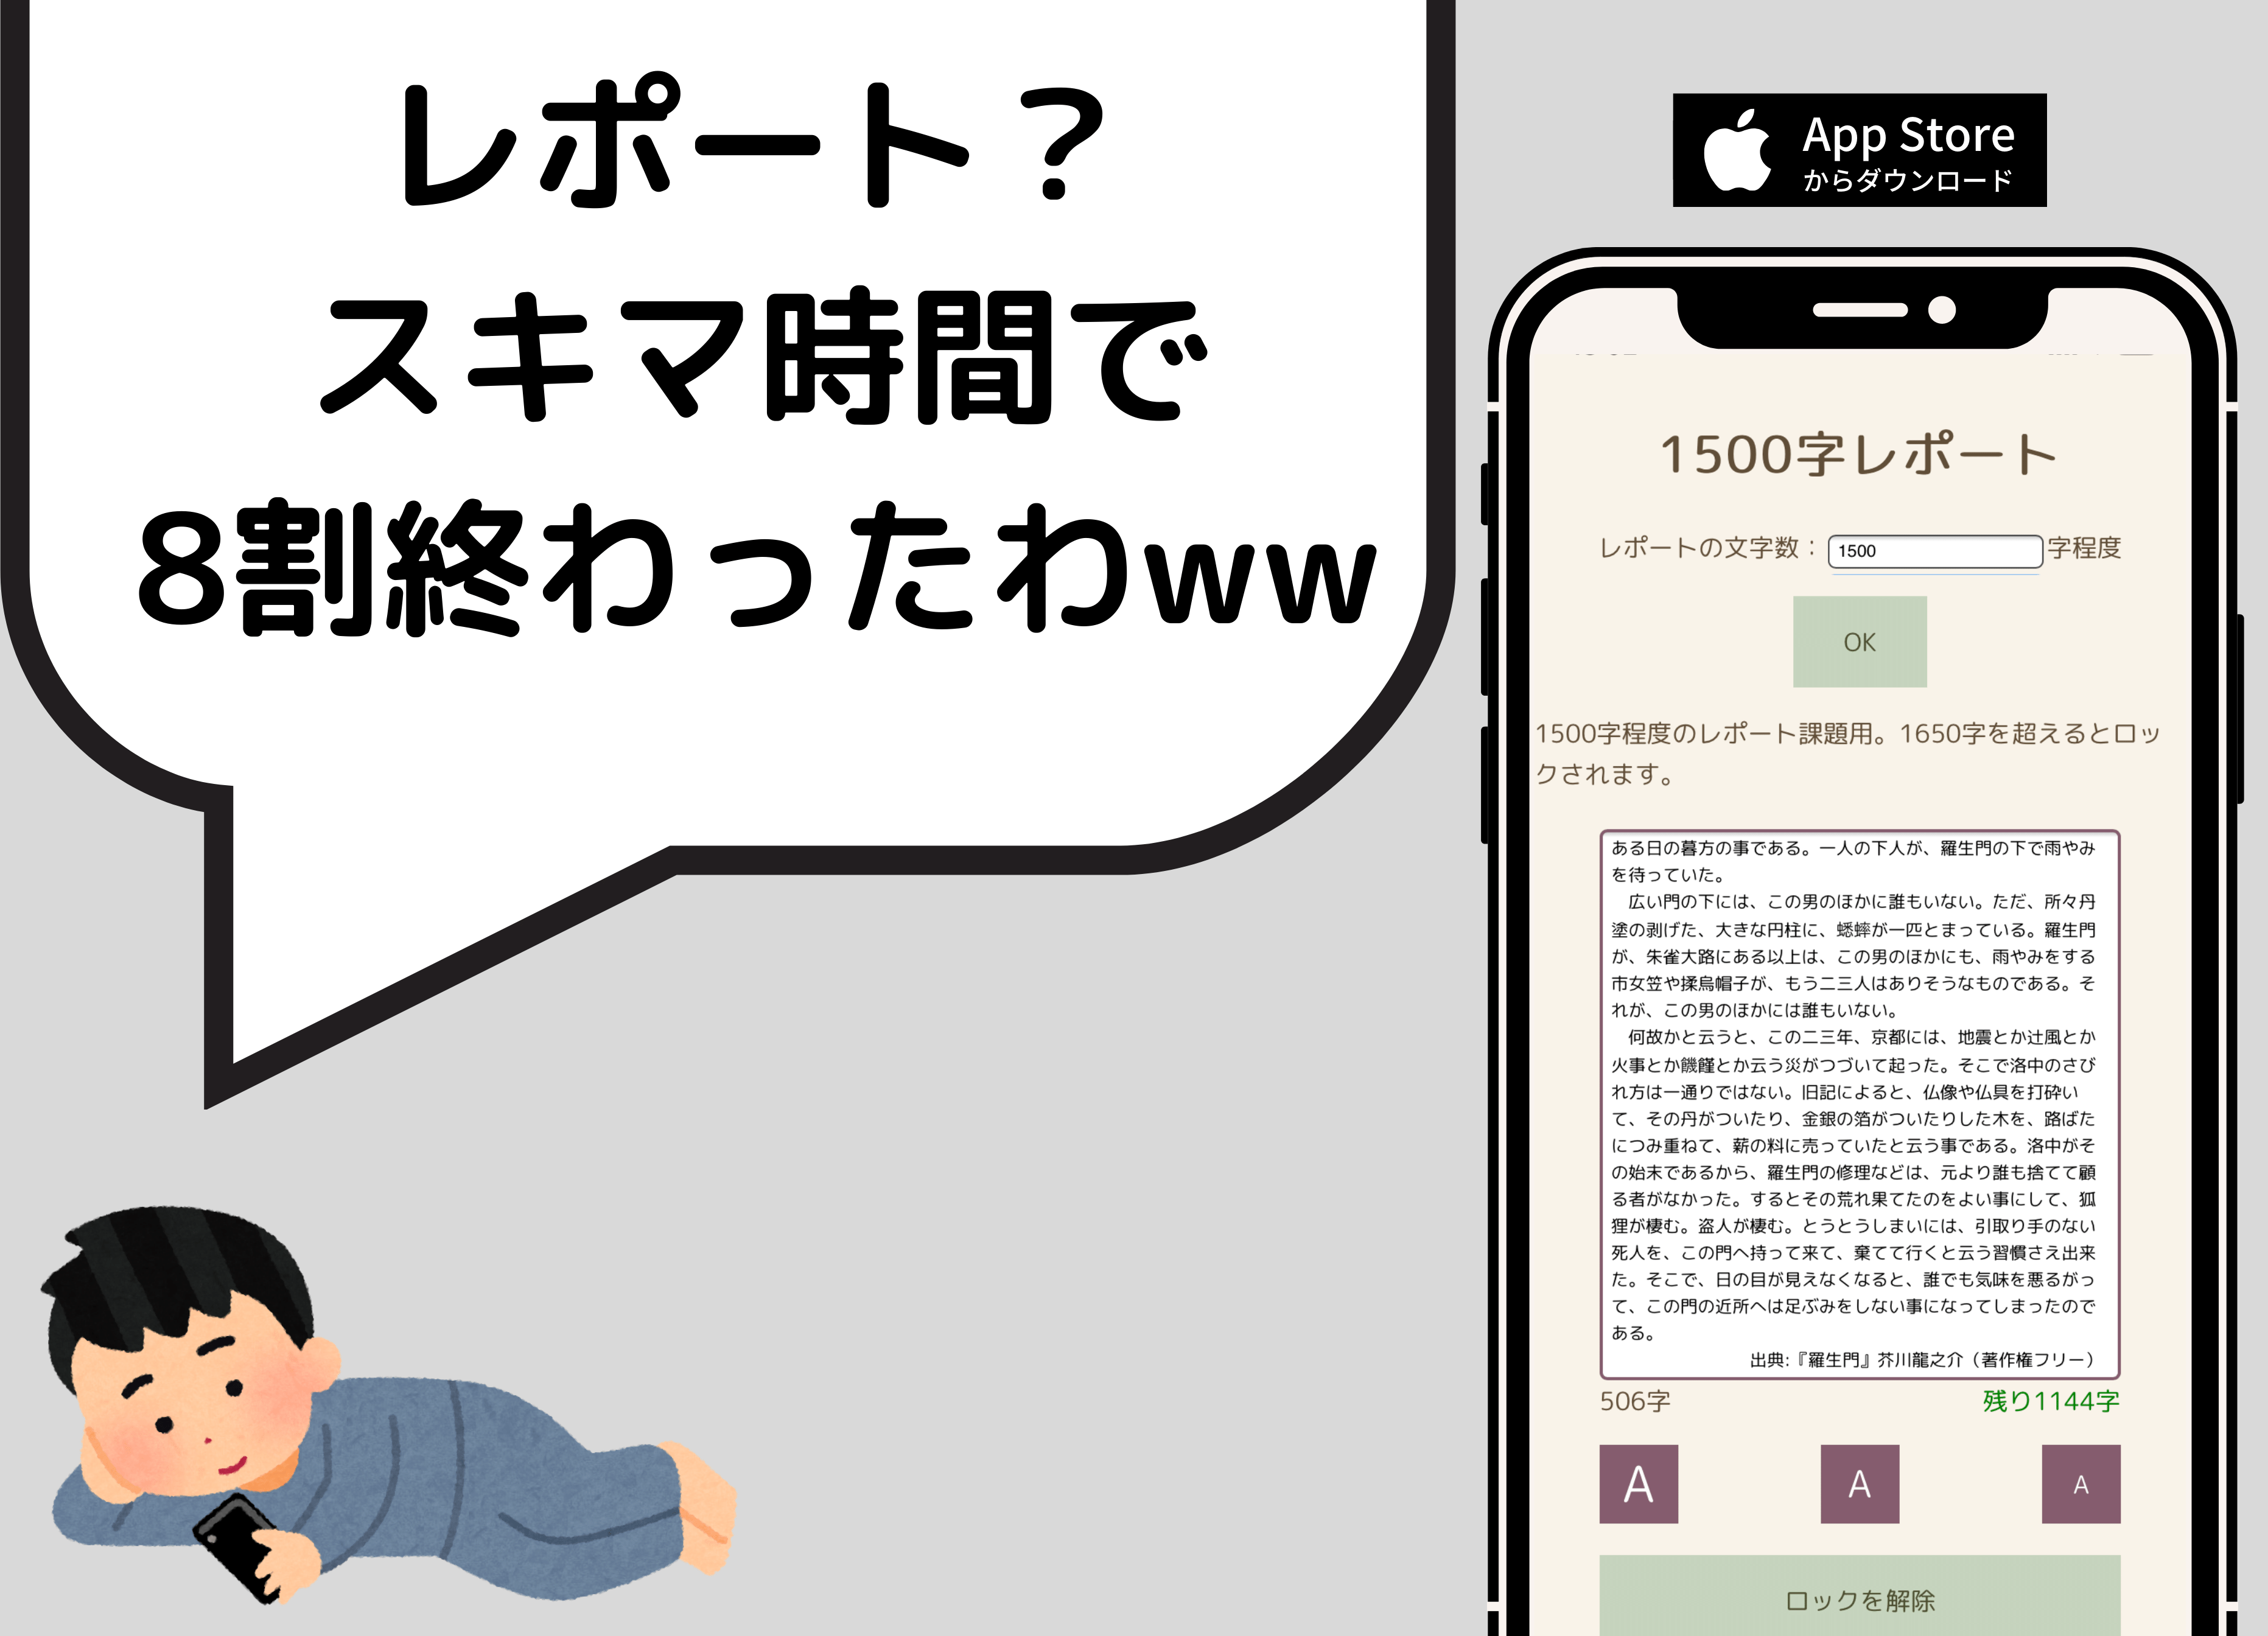 レポート？
スキマ時間で
8割終わったわww
App Store
からダウンロード
1500字レポート
レポートの文字数：1500字程度
OK
1500字程度のレポート課題用。1650字を超えるとロッ
クされます。
ある日の暮方の事である。一人の下人が、羅生門の下で雨やみ
を待っていた。
　広い門の下には、この男のほかに誰もいない。ただ、所々丹
塗の剥げた、大きな円柱に、蟋蟀が一匹とまっている。羅生門
が、朱雀大路にある以上は、この男のほかにも、雨やみをする
市女笠や揉烏帽子が、もう二三人はありそうなものである。そ
れが、この男のほかには誰もいない。
　何故かと云うと、この二三年、京都には、地震とか辻風とか
火事とか饑饉とか云う災がつづいて起った。そこで洛中のさび
れ方は一通りではない。旧記によると、仏像や仏具を打砕い
て、その丹がついたり、金銀の箔がついたりした木を、路ばた
につみ重ねて、薪の料に売っていたと云う事である。洛中がそ
の始末であるから、羅生門の修理などは、元より誰も捨てて顧
る者がなかった。するとその荒れ果てたのをよい事にして、狐
狸が棲む。盗人が棲む。とうとうしまいには、引取り手のない
死人を、この門へ持って来て、棄てて行くと云う習慣さえ出来
た。そこで、日の目が見えなくなると、誰でも気味を悪るがっ
て、この門の近所へは足ぶみをしない事になってしまったので
ある。
出典:『羅生門』芥川龍之介（著作権フリー）
506字 残り1144字
A A A
ロックを解除